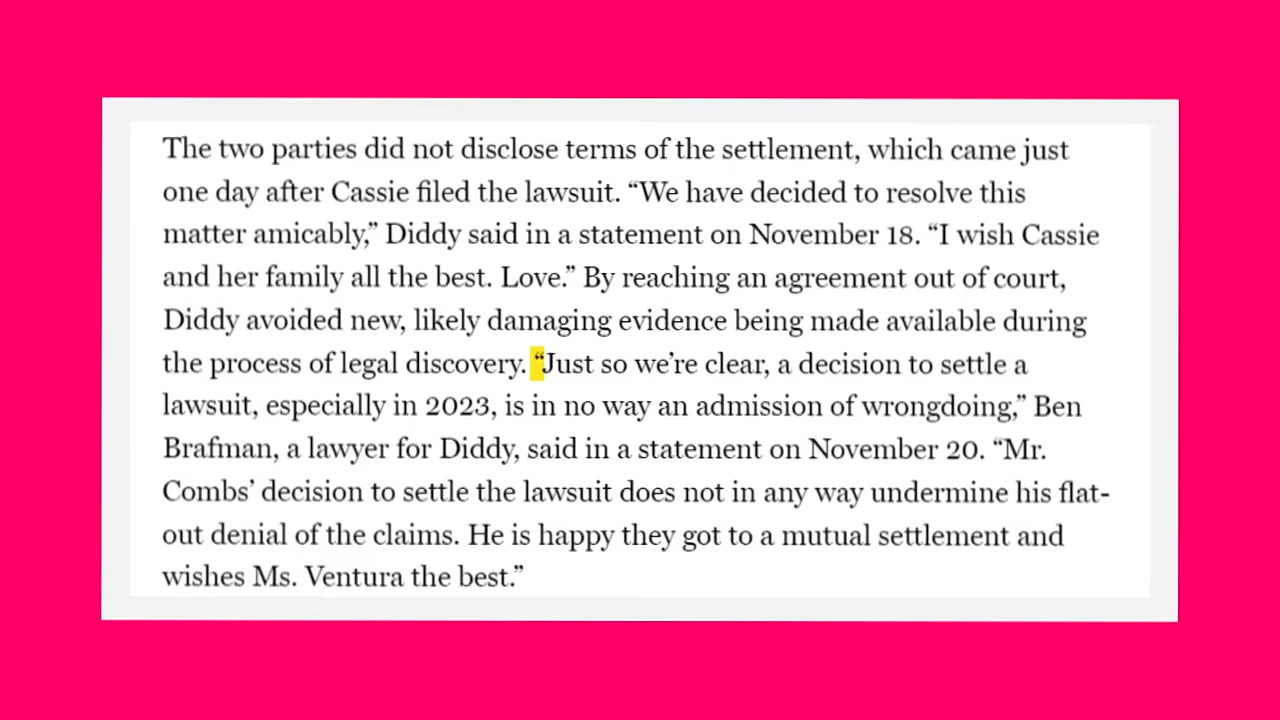 The two parties did not disclose terms of the settlement, which came just
one day after Cassie filed the lawsuit. “We have decided to resolve this
matter amicably,” Diddy said in a statement on November 18. “I wish Cassie
and her family all the best. Love.” By reaching an agreement out of court,
Diddy avoided new, likely damaging evidence being made available during
the process of legal discovery. “Just so we’re clear, a decision to settle a
lawsuit, especially in 2023, is in no way an admission of wrongdoing,” Ben
Brafman, a lawyer for Diddy, said in a statement on November 20. “Mr.
Combs’ decision to settle the lawsuit does not in any way undermine his flat-
out denial of the claims. He is happy they got to a mutual settlement and
wishes Ms. Ventura the best.”